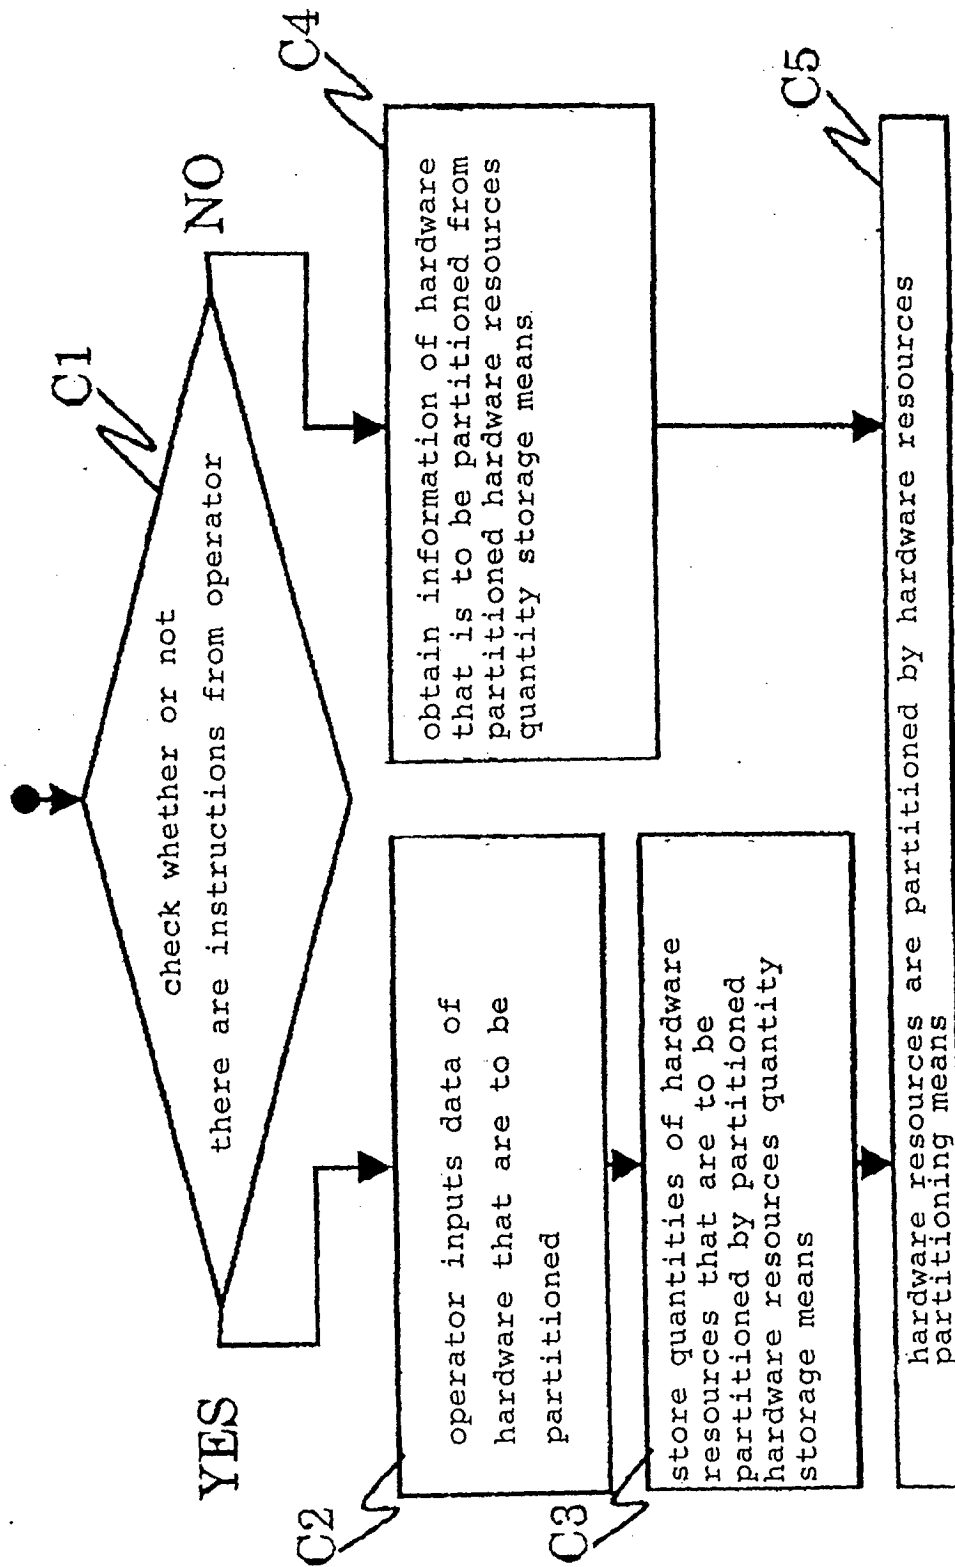 C1
check whether or not
there are instructions from operator
YES
NO
C2
operator inputs data of
hardware that are to be
partitioned
C4
obtain information of hardware
that is to be partitioned from
partitioned hardware resources
quantity storage means
C3
store quantities of hardware
resources that are to be
partitioned by partitioned
hardware resources quantity
storage means
C5
hardware resources are partitioned by hardware resources
partitioning means